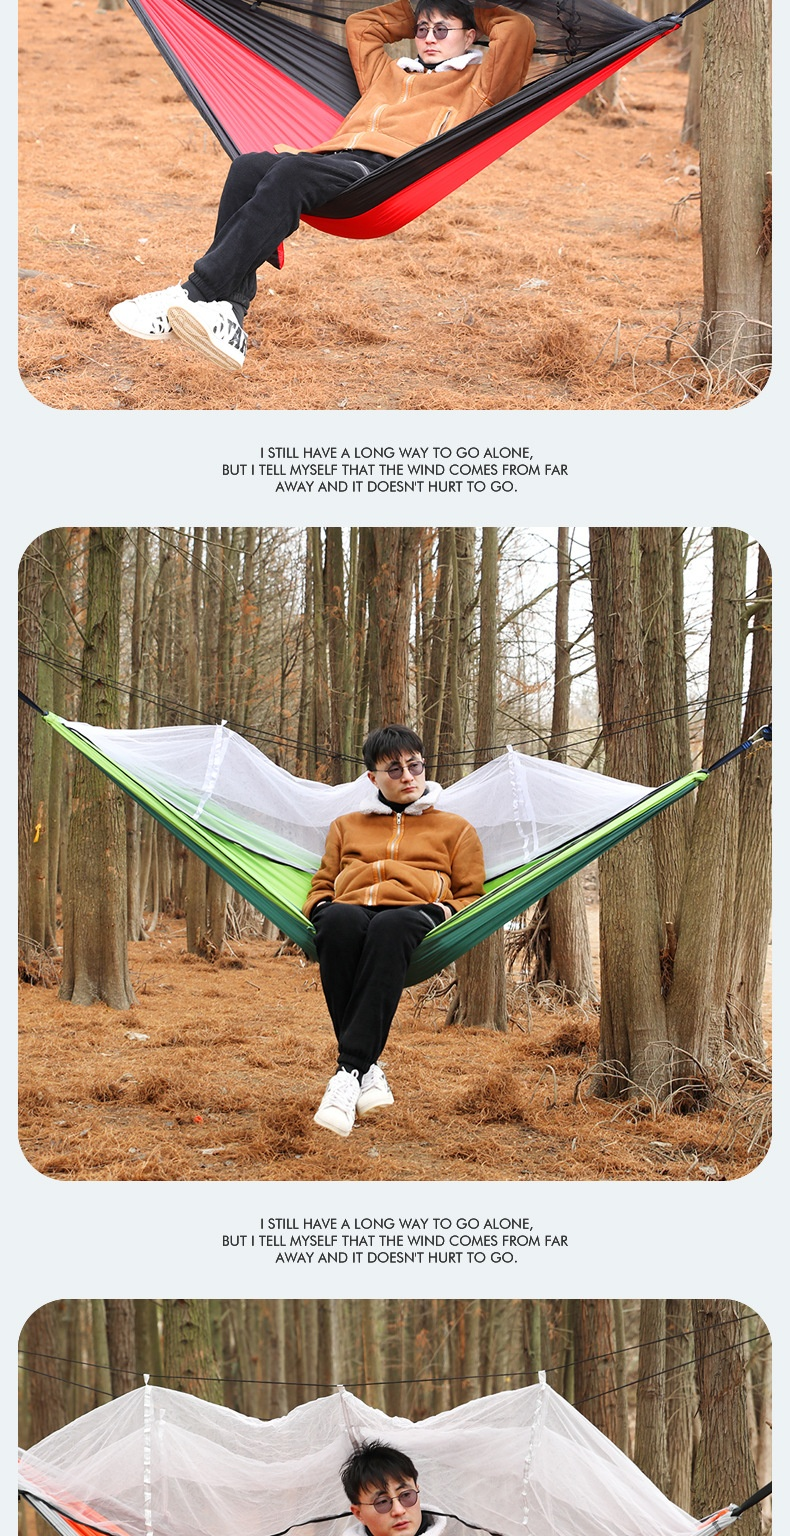 I STILL HAVE A LONG WAY TO GO ALONE,
BUT I TELL MYSELF THAT THE WIND COMES FROM FAR
AWAY AND IT DOESN'T HURT TO GO.
I STILL HAVE A LONG WAY TO GO ALONE,
BUT I TELL MYSELF THAT THE WIND COMES FROM FAR
AWAY AND IT DOESN'T HURT TO GO.